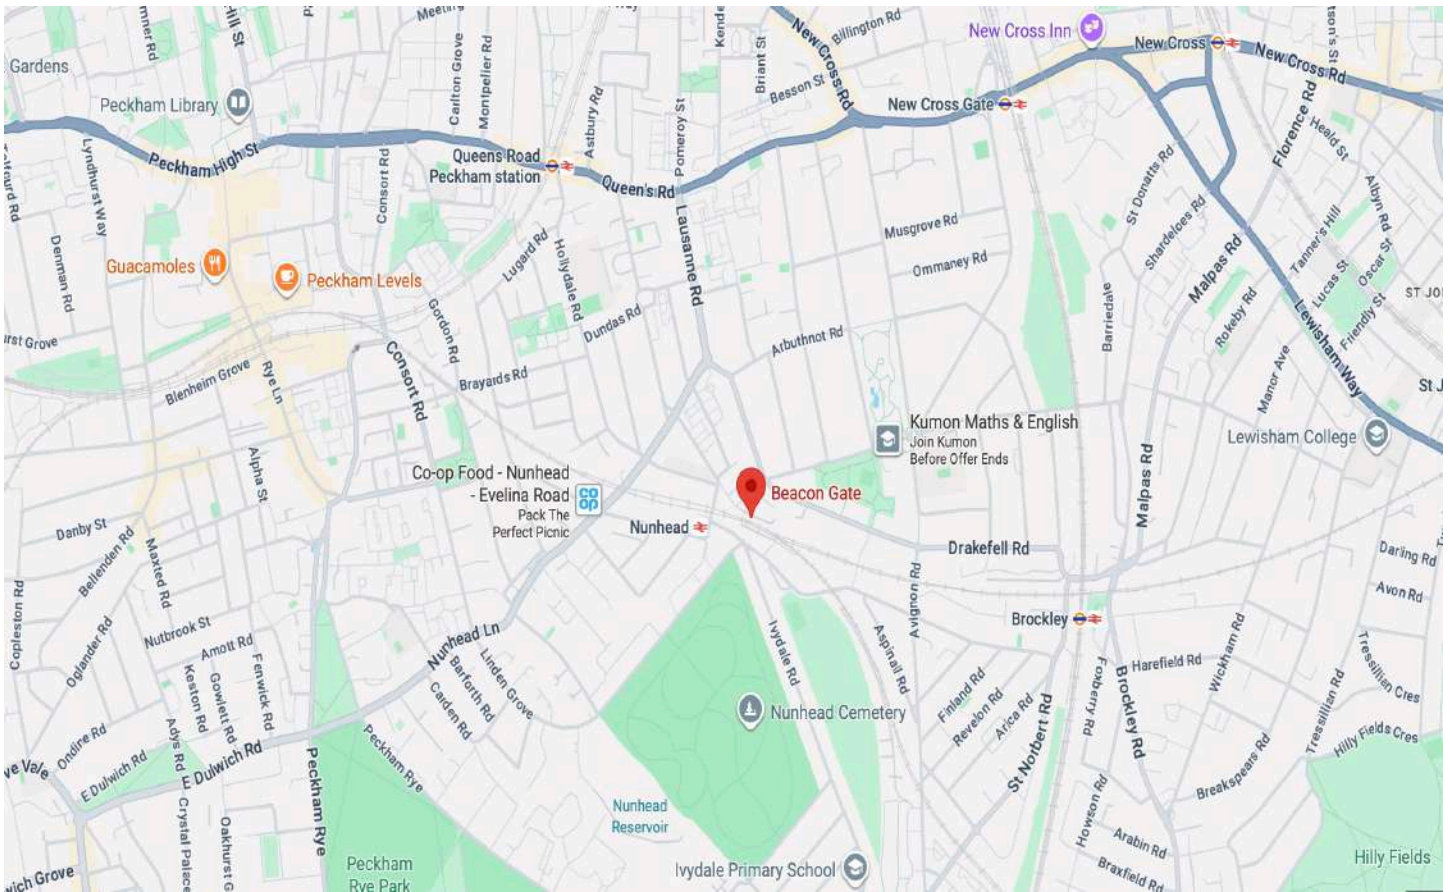 Meeting
New Cross Inn
Billington Rd
New Cross Rd
New Cross
New Cross Rd
Gardens
Hill St
Carlton Grove
Montpelier Rd
Briant St
Besson St
Peckham Library
New Cross Gate
Florence Rd
Heald St
Astbury Rd
Pomeroy St
Lyndhurst Way
Peckham High St
Consort Rd
Queens Road
Peckham station
Queen's Rd
St Donatts Rd
Albyn Rd
Lausanne Rd
Musgrove Rd
Shardeloes Rd
Tanner's Hill
Denman Rd
Guacamoles
Peckham Levels
Lugard Rd
Hollydale Rd
Ommaney Rd
Malpas Rd
Lucas St
Oscar St
Friendly St
Gordon Rd
Dundas Rd
Arbuthnot Rd
Barriedale
Rokeby Rd
Lewisham Way
Blenheim Grove
Rye Ln
Consort Rd
Brayards Rd
Manor Ave
St J
Kumon Maths & English
Join Kumon
Before Offer Ends
Lewisham College
Alpha St
Co-op Food - Nunhead
- Evelina Road
Pack The
Perfect Picnic
CO
OP
Beacon Gate
Malpas Rd
Danby St
Bellenden Rd
Maxted Rd
Nunhead
Drakefell Rd
Darling Rd
Avon Rd
Copleston Rd
Avignon Rd
Brockley
Nutbrook St
Oglander Rd
Amott Rd
Nunhead Ln
Linden Grove
Ivydale Rd
Aspinall Rd
Harefield Rd
Wickham Rd
Tressillian Cres
Keston Rd
Gowlett Rd
Fenwick Rd
Barforth Rd
Carden Rd
Finland Rd
Revelon Rd
Arica Rd
Foxberry Rd
Brockley Rd
Tressillian Rd
Nunhead Cemetery
Ondine Rd
Adys Rd
E Dulwich Rd
E Dulwich Rd
Peckham Rye
Peckham Rye
St Norbert Rd
Hilly Fields Cres
Breakspears Rd
Crystal Palace
Oakhurst G
Nunhead
Reservoir
Howson Rd
Arabin Rd
Braxfield Rd
Peckham
Rye Park
Ivydale Primary School
Hilly Fields